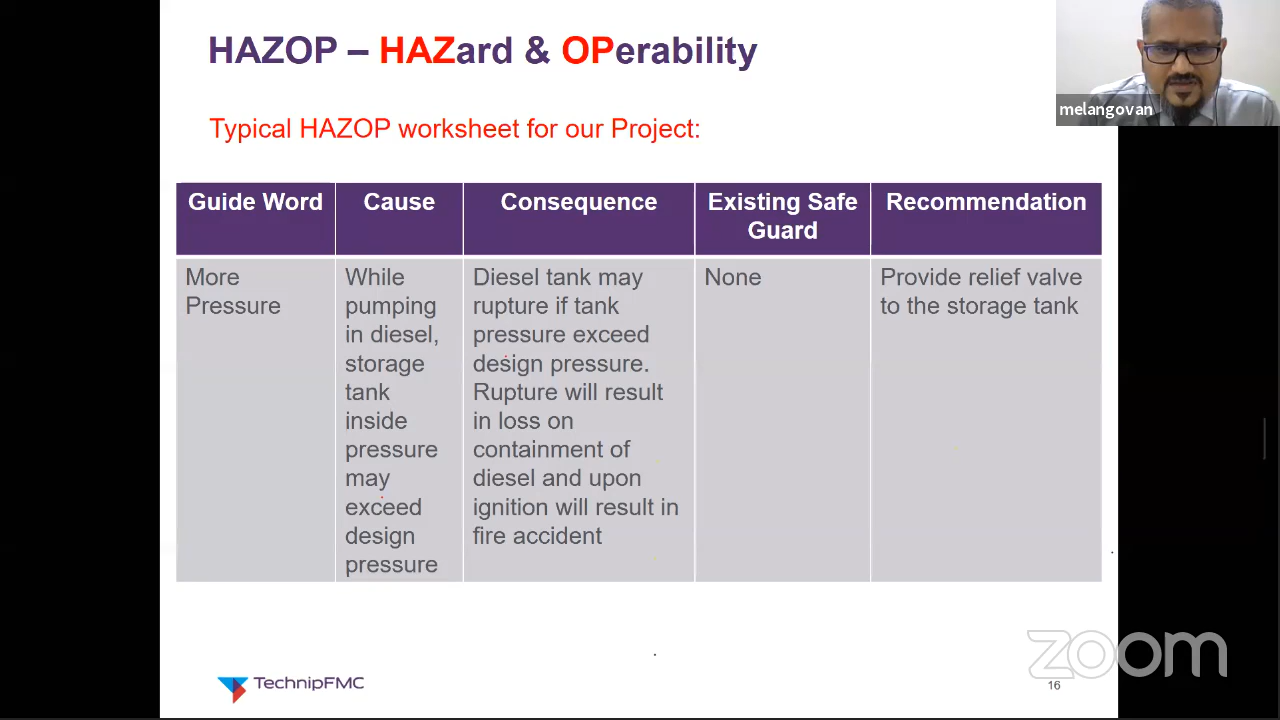 HAZOP – HAZard & OPerability
melangovan
Typical HAZOP worksheet for our Project:
Guide Word
Cause
Consequence
Existing Safe
Guard
Recommendation
More
Pressure
While
pumping
in diesel,
storage
tank
inside
pressure
may
exceed
design
pressure
Diesel tank may
rupture if tank
pressure exceed
design pressure.
Rupture will result
in loss on
containment of
diesel and upon
ignition will result in
fire accident
None
Provide relief valve
to the storage tank
TechnipFMC
zoom
16